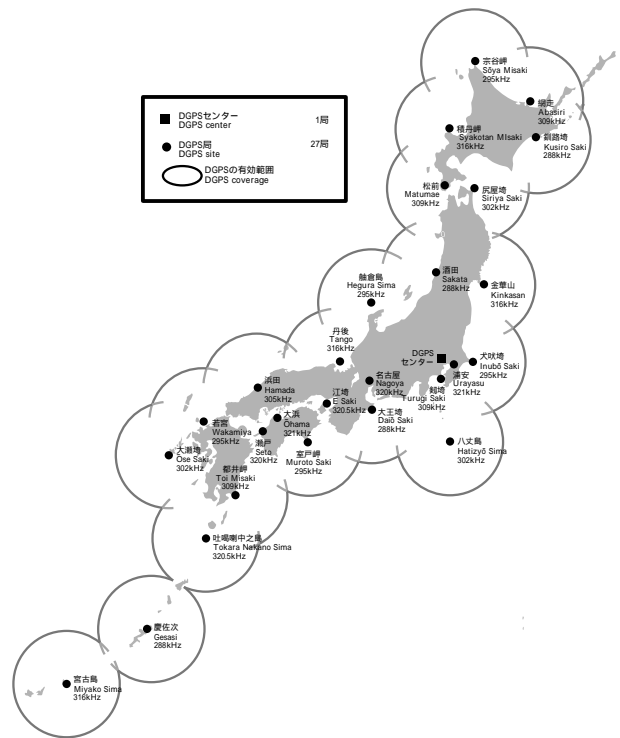 宗谷岬
Sōya Misaki
295kHz
網走
Abasiri
309kHz
積丹岬
Syakotan MIsaki
316kHz
釧路埼
Kusiro Saki
288kHz
松前
Matumae
309kHz
尻屋埼
Siriya Saki
302kHz
DGPSセンター 1局
DGPS center
DGPS局 27局
DGPS site
DGPSの有効範囲
DGPS coverage
酒田
Sakata
288kHz
舳倉島
Hegura Sima
295kHz
金華山
Kinkasan
316kHz
丹後
Tango
316kHz
DGPS
センター
犬吠埼
Inubō Saki
295kHz
浦安
Urayasu
321kHz
名古屋
Nagoya
320kHz
剱埼
Turugi Saki
309kHz
浜田
Hamada
305kHz
江埼
E Saki
320.5kHz
大王埼
Daiō Saki
288kHz
大浜
Ōhama
321kHz
若宮
Wakamiya
295kHz
瀬戸
Seto
320kHz
室戸岬
Muroto Saki
295kHz
八丈島
Hatizyō Sima
302kHz
大瀬埼
Ōse Saki
302kHz
都井岬
Toi Misaki
309kHz
吐噶喇中之島
Tokara Nakano Sima
320.5kHz
慶佐次
Gesasi
288kHz
宮古島
Miyako Sima
316kHz